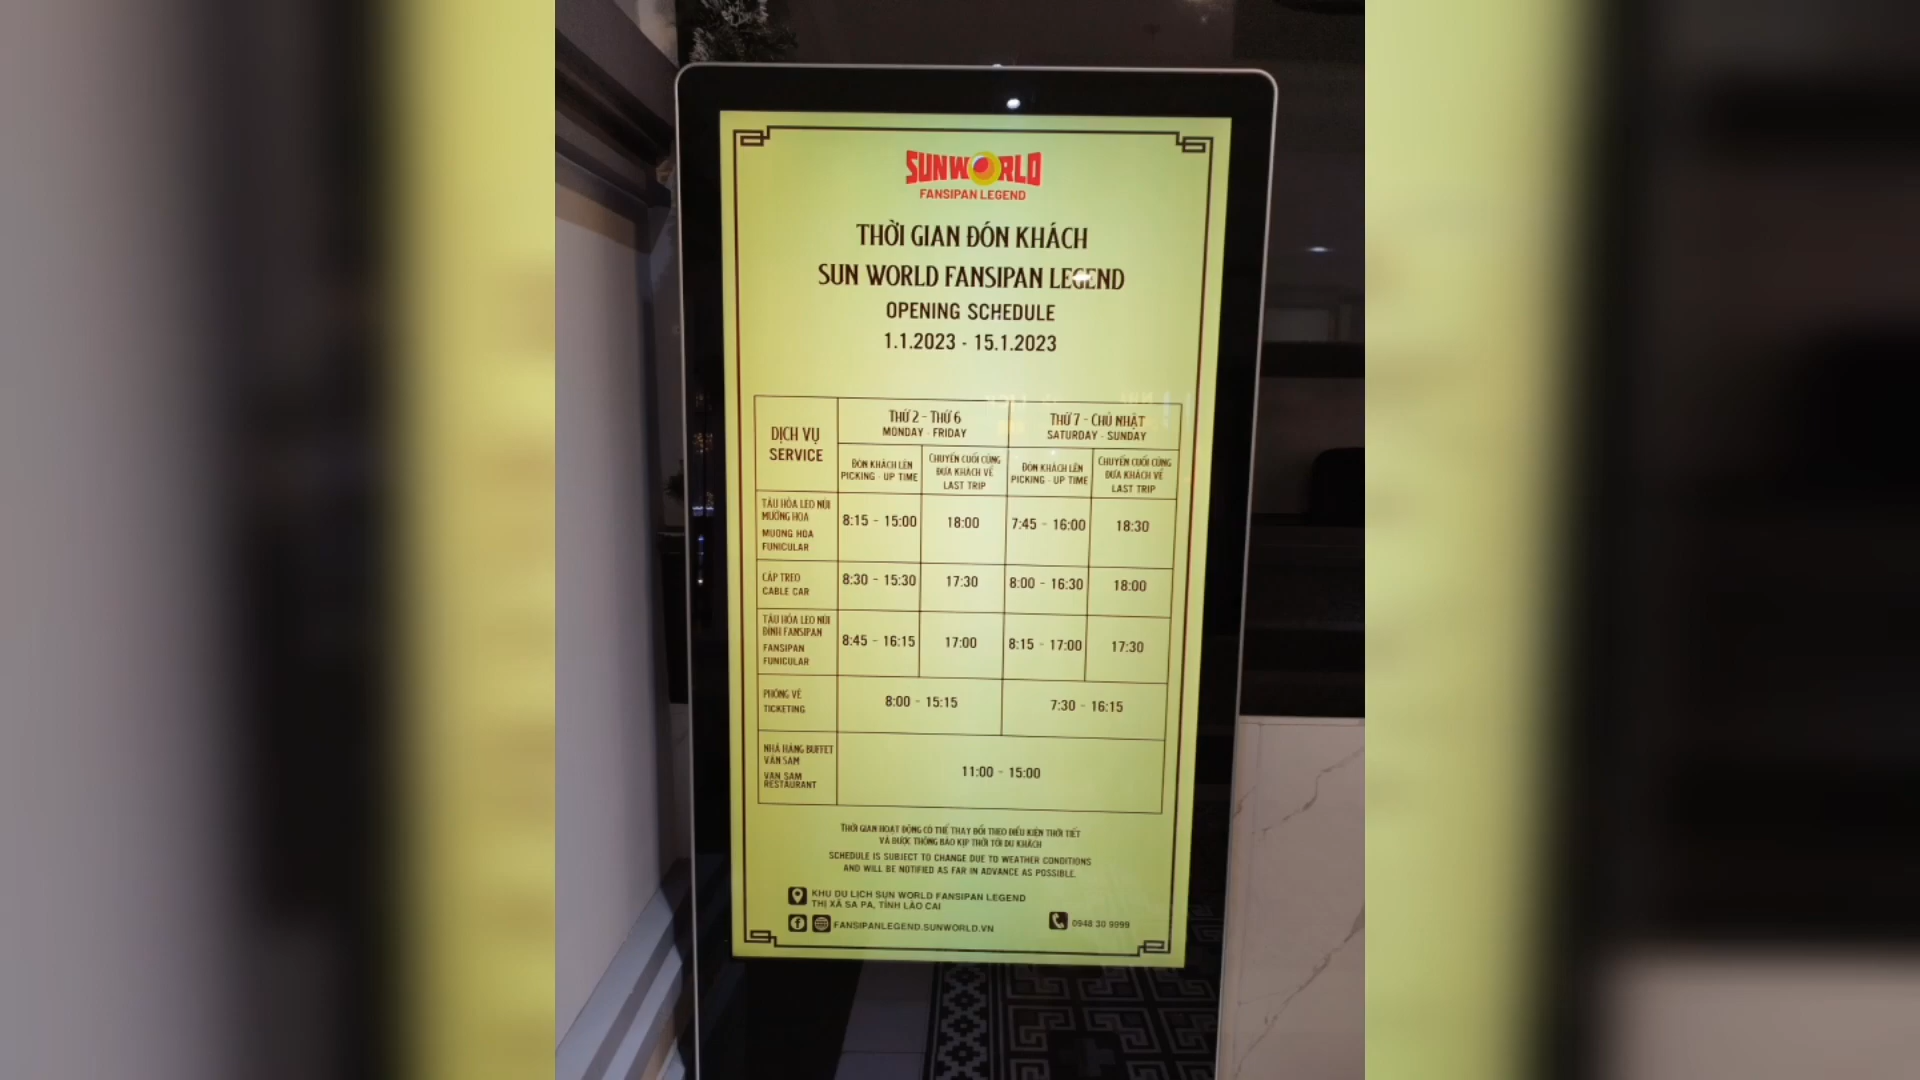 SUNWORLD
FANSIPAN LEGEND
THỜI GIAN ĐÓN KHÁCH
SUN WORLD FANSIPAN LEGEND
OPENING SCHEDULE
1.1.2023 - 15.1.2023
DỊCH VỤ
SERVICE
THỨ 2 - THỨ 6
MONDAY - FRIDAY
THỨ 7 - CHỦ NHẬT
SATURDAY - SUNDAY
ĐÓN KHÁCH LÊN
PICKING - UP TIME
CHUYẾN CUỐI CÙNG
ĐƯA KHÁCH VỀ
LAST TRIP
ĐÓN KHÁCH LÊN
PICKING - UP TIME
CHUYẾN CUỐI CÙNG
ĐƯA KHÁCH VỀ
LAST TRIP
TÀU HỎA LEO NÚI
MƯỜNG HOA
MUONG HOA
FUNICULAR
8:15 - 15:00
18:00
7:45 - 16:00
18:30
CÁP TREO
CABLE CAR
8:30 - 15:30
17:30
8:00 - 16:30
18:00
TÀU HỎA LEO NÚI
ĐỈNH FANSIPAN
FANSIPAN
FUNICULAR
8:45 - 16:15
17:00
8:15 - 17:00
17:30
PHÒNG VÉ
TICKETING
8:00 - 15:15
7:30 - 16:15
NHÀ HÀNG BUFFET
VÂN SAM
VAN SAM
RESTAURANT
11:00 - 15:00
THỜI GIAN HOẠT ĐỘNG CÓ THỂ THAY ĐỔI THEO ĐIỀU KIỆN THỜI TIẾT
VÀ ĐƯỢC THÔNG BÁO KỊP THỜI TỚI DU KHÁCH
SCHEDULE IS SUBJECT TO CHANGE DUE TO WEATHER CONDITIONS
AND WILL BE NOTIFIED AS FAR IN ADVANCE AS POSSIBLE.
KHU DU LỊCH SUN WORLD FANSIPAN LEGEND
THỊ XÃ SA PA, TỈNH LÀO CAI
FANSIPANLEGEND.SUNWORLD.VN
0948 30 9999